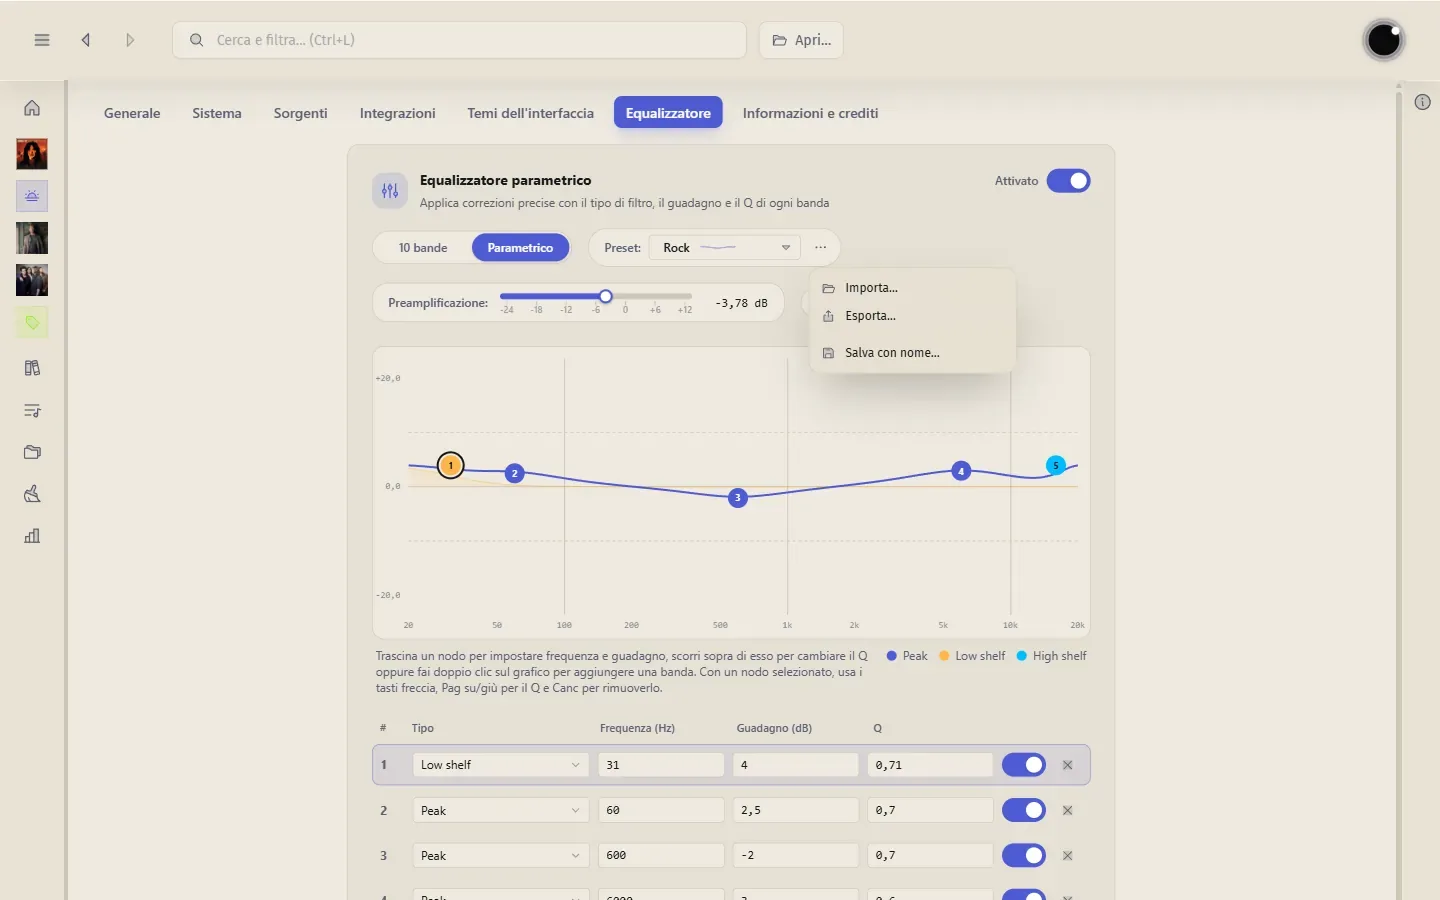 Cerca e filtra... (Ctrl+L)
Apri...
Generale
Sistema
Sorgenti
Integrazioni
Temi dell'interfaccia
Equalizzatore
Informazioni e crediti
Equalizzatore parametrico
Applica correzioni precise con il tipo di filtro, il guadagno e il Q di ogni banda
Attivato
10 bande
Parametrico
Preset:
Rock
Importa...
Esporta...
Salva con nome...
Preamplificazione:
-24 -18 -12 -6 0 +6 +12
-3,78 dB
+20,0
0,0
-20,0
1
2
3
4
5
20 50 100 200 500 1k 2k 5k 10k 20k
Trascina un nodo per impostare frequenza e guadagno, scorri sopra di esso per cambiare il Q
oppure fai doppio clic sul grafico per aggiungere una banda. Con un nodo selezionato, usa i
tasti freccia, Pag su/giù per il Q e Canc per rimuoverlo.
Peak
Low shelf
High shelf
# Tipo Frequenza (Hz) Guadagno (dB) Q
1 Low shelf 31 4 0,71
2 Peak 60 2,5 0,7
3 Peak 600 -2 0,7